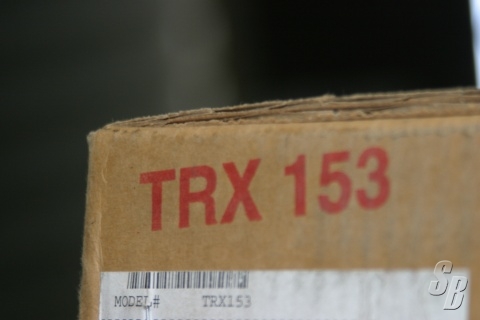 TRX 153
MODEL# TRX153
SB